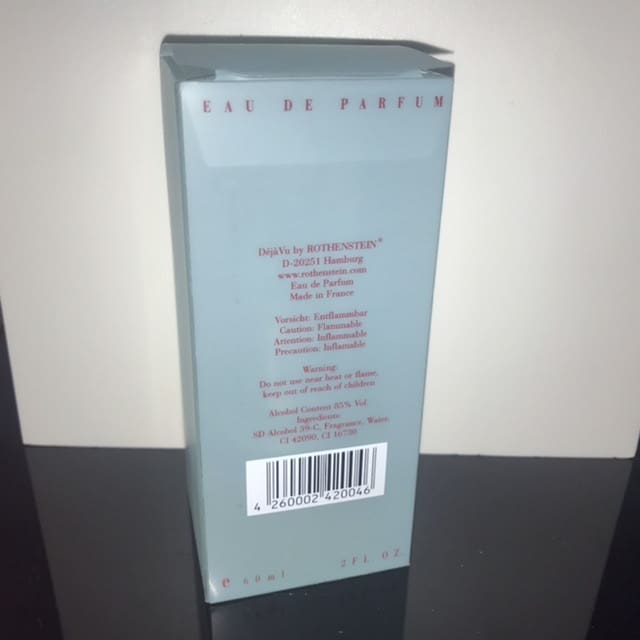 EAU DE PARFUM
DéjàVu by ROTHENSTEIN®
D-20251 Hamburg
www.rothenstein.com
Eau de Parfum
Made in France
Vorsicht: Entflammbar
Caution: Flammable
Attention: Inflammable
Precaution: Inflamable
Warning:
Do not use near heat or flame,
keep out of reach of children
Alcohol Content 85% Vol.
Ingredients:
SD Alcohol 39-C, Fragrance, Water,
CI 42090, CI 16730
4 260002 420046
e 60ml 2FL OZ.